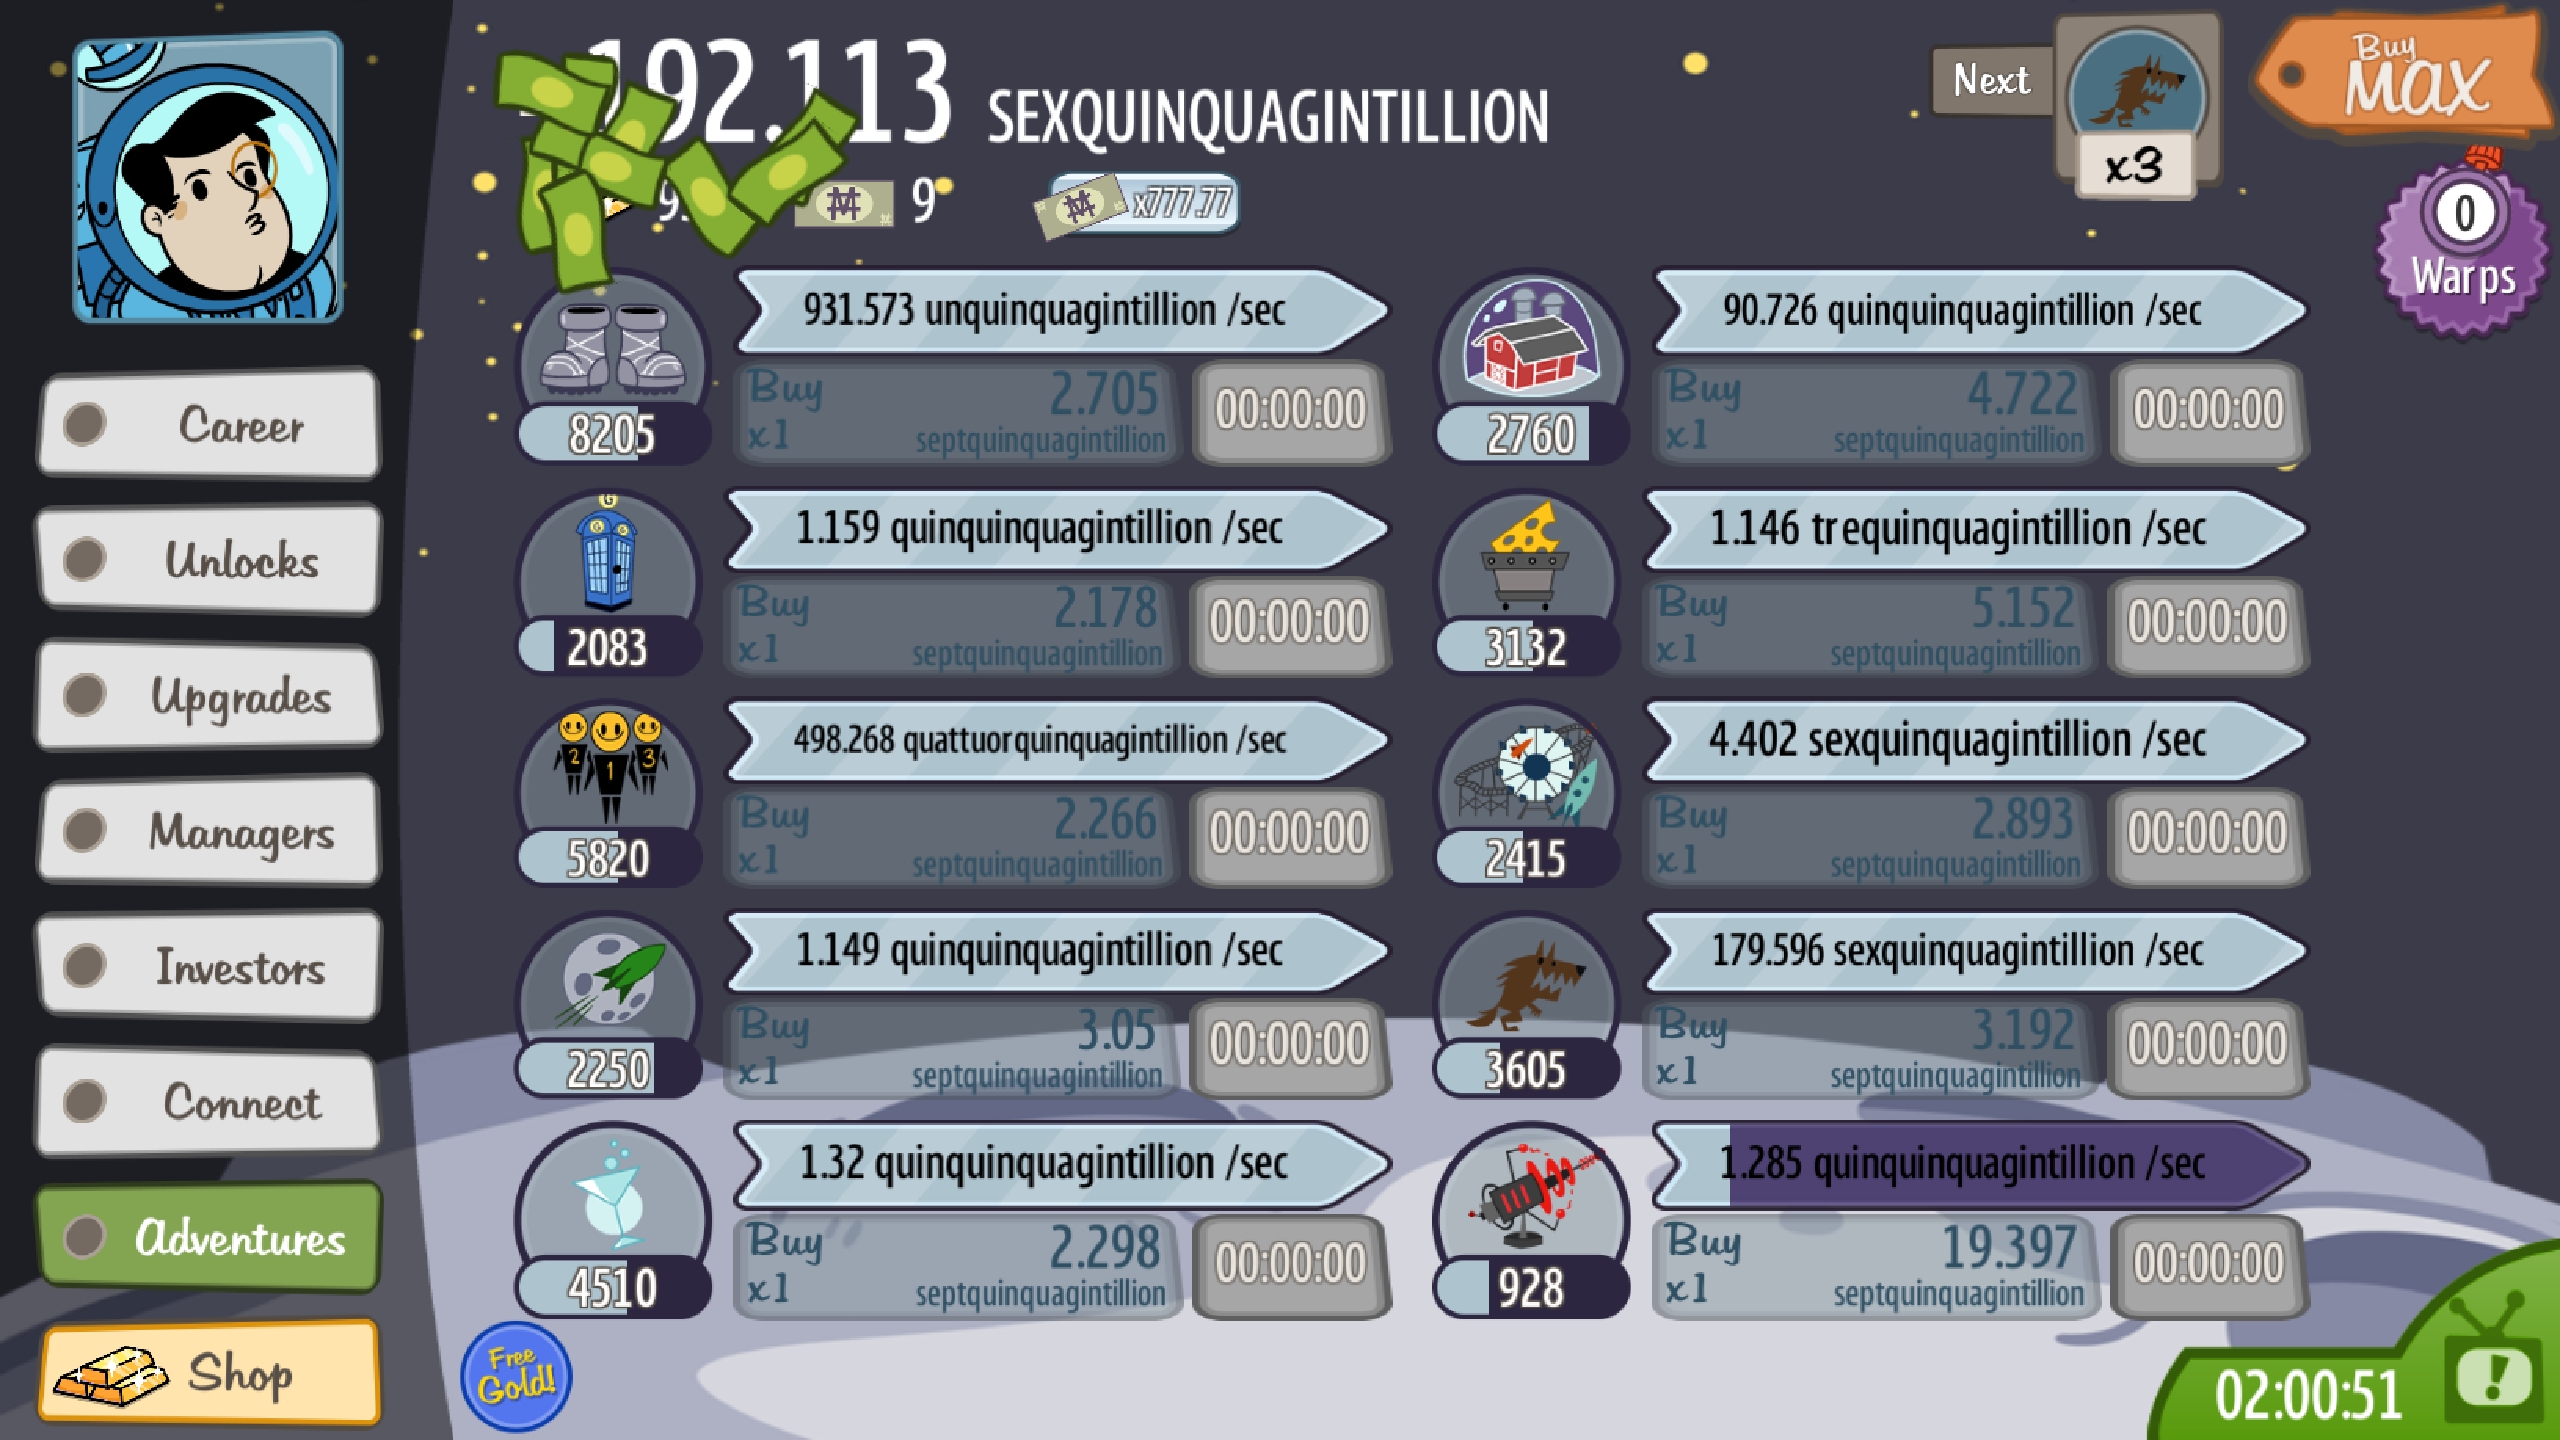 192.113 SEXQUINQUAGINTILLION
9
x777.77
Next
x3
Buy
MAX
0
Warps
Career
Unlocks
Upgrades
Managers
Investors
Connect
Adventures
Shop
931.573 unquinquagintillion /sec
8205
Buy
x1
2.705
septquinquagintillion
00:00:00
90.726 quinquinquagintillion /sec
2760
Buy
x1
4.722
septquinquagintillion
00:00:00
1.159 quinquinquagintillion /sec
2083
Buy
x1
2.178
septquinquagintillion
00:00:00
1.146 trequinquagintillion /sec
3132
Buy
x1
5.152
septquinquagintillion
00:00:00
2 1 3
498.268 quattuorquinquagintillion /sec
5820
Buy
x1
2.266
septquinquagintillion
00:00:00
4.402 sexquinquagintillion /sec
2415
Buy
x1
2.893
septquinquagintillion
00:00:00
1.149 quinquinquagintillion /sec
2250
Buy
x1
3.05
septquinquagintillion
00:00:00
179.596 sexquinquagintillion /sec
3605
Buy
x1
3.192
septquinquagintillion
00:00:00
1.32 quinquinquagintillion /sec
4510
Buy
x1
2.298
septquinquagintillion
00:00:00
1.285 quinquinquagintillion /sec
928
Buy
x1
19.397
septquinquagintillion
00:00:00
Free
Gold!
02:00:51